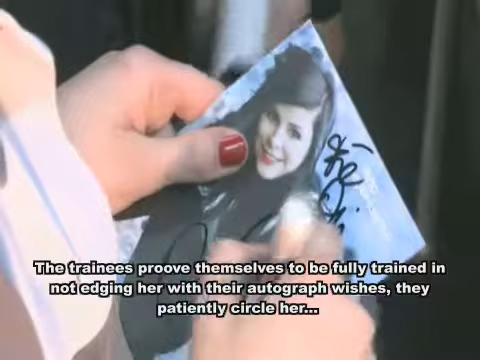 The trainees proove themselves to be fully trained in
not edging her with their autograph wishes, they
patiently circle her...